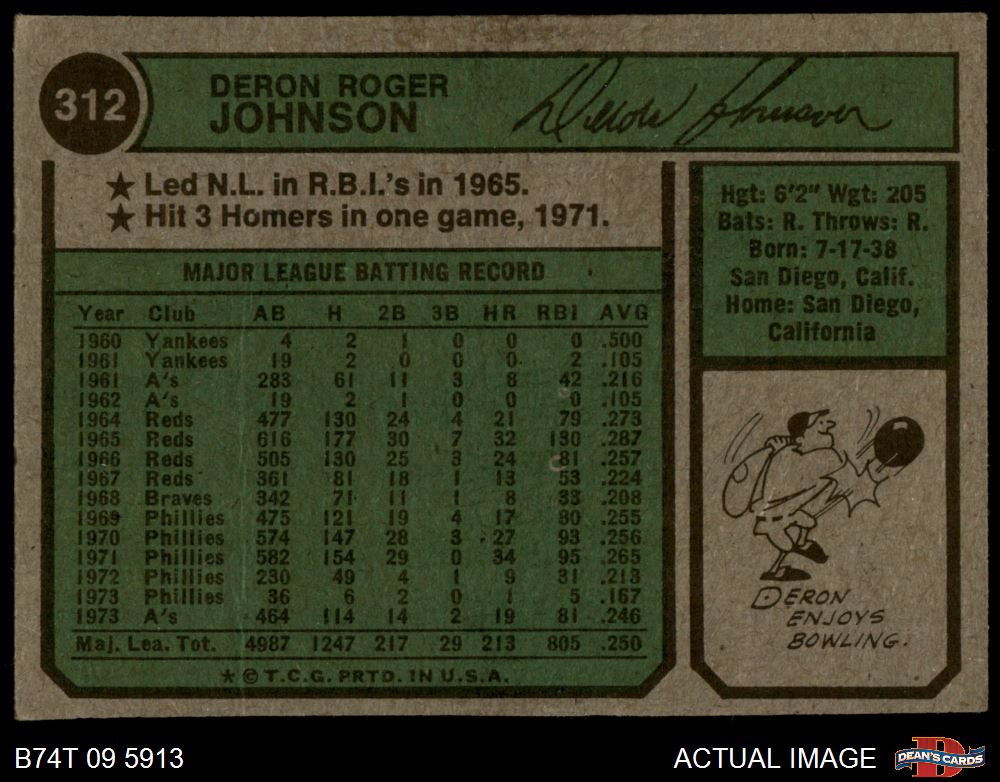 312
DERON ROGER
JOHNSON
Deron Johnson
★ Led N.L. in R.B.I.'s in 1965.
★ Hit 3 Homers in one game, 1971.
MAJOR LEAGUE BATTING RECORD
Year Club AB H 2B 3B HR RBI AVG
1960 Yankees 4 2 1 0 0 0 .500
1961 Yankees 19 2 0 0 0 2 .105
1961 A's 283 61 11 3 8 42 .216
1962 A's 19 2 1 0 0 0 .105
1964 Reds 477 130 24 4 21 79 .273
1965 Reds 616 177 30 7 32 130 .287
1966 Reds 505 130 25 3 24 81 .257
1967 Reds 361 81 18 1 13 53 .224
1968 Braves 342 71 11 1 8 33 .208
1969 Phillies 475 121 19 4 17 80 .255
1970 Phillies 574 147 28 3 27 93 .256
1971 Phillies 582 154 29 0 34 95 .265
1972 Phillies 230 49 4 1 9 31 .213
1973 Phillies 36 6 2 0 1 5 .167
1973 A's 464 114 14 2 19 81 .246
Maj. Lea. Tot. 4987 1247 217 29 213 805 .250
★ © T.C.G. PRTD. IN U.S.A.
Hgt: 6'2" Wgt: 205
Bats: R. Throws: R.
Born: 7-17-38
San Diego, Calif.
Home: San Diego,
California
DERON
ENJOYS
BOWLING.
B74T 09 5913
ACTUAL IMAGE
D
DEAN'S CARDS